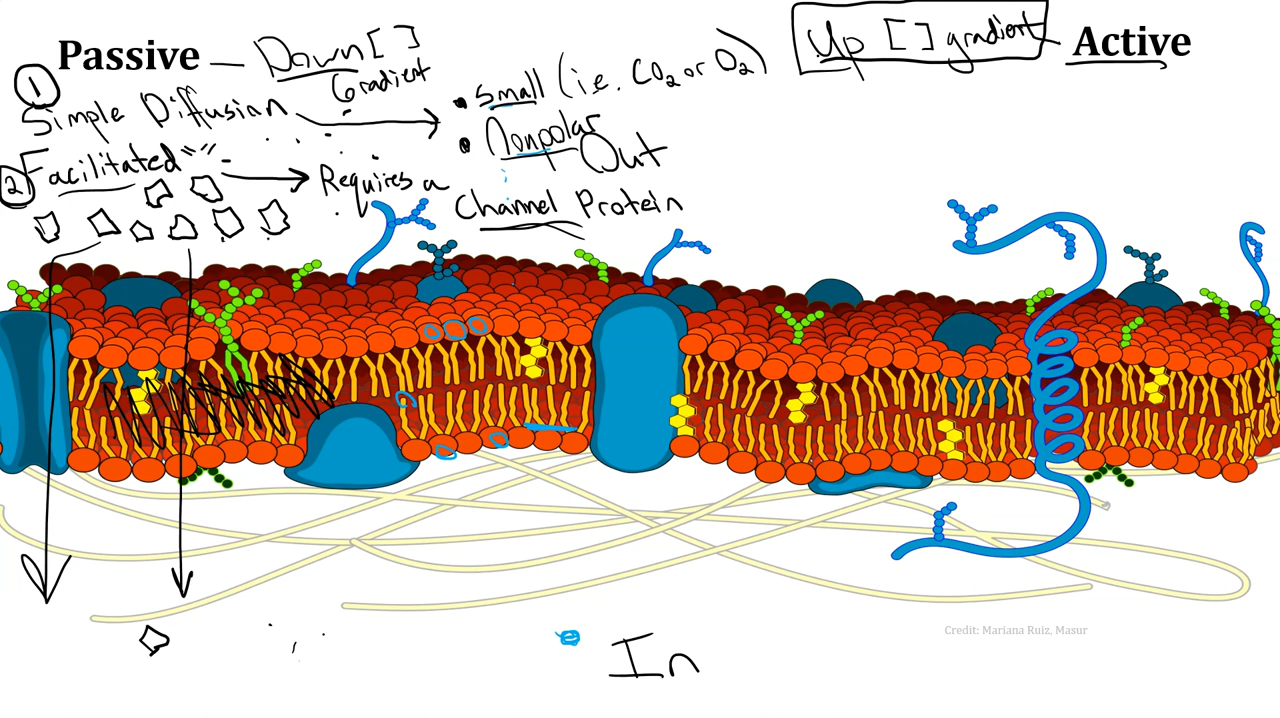 Passive — Down [ ] Gradient
Up [ ] gradient — Active
1 Simple Diffusion
• Small (i.e. CO2 or O2)
• Nonpolar
2 Facilitated " "
Requires a
Channel Protein
Out
In
Credit: Mariana Ruiz, Masur